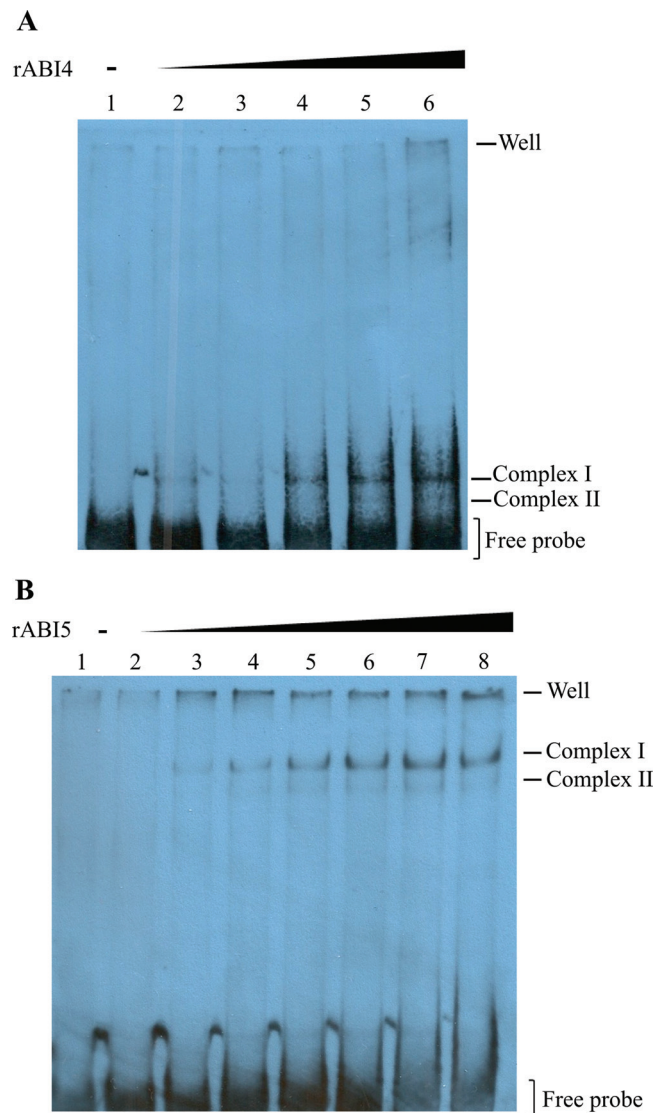 A
rABI4 -
1 2 3 4 5 6
Well
Complex I
Complex II
Free probe
B
rABI5 -
1 2 3 4 5 6 7 8
Well
Complex I
Complex II
Free probe